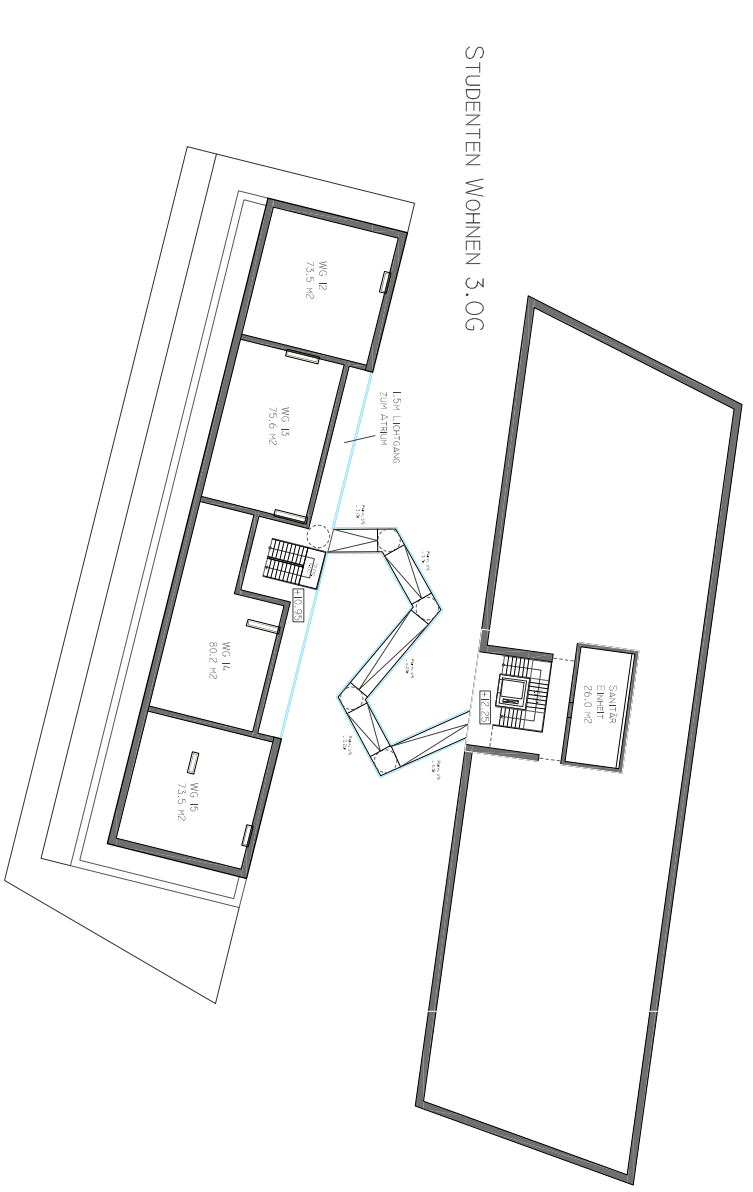 STUDENTEN WOHNEN 3.OG
WG 12
73.5 M2
WG 13
75.6 M2
1.5M LICHTGANG
ZUM ATRIUM
+10.95
WG 14
80.2 M2
WG 15
73.5 M2
+12.25
SANITÄR
EINHEIT
26.0 M2